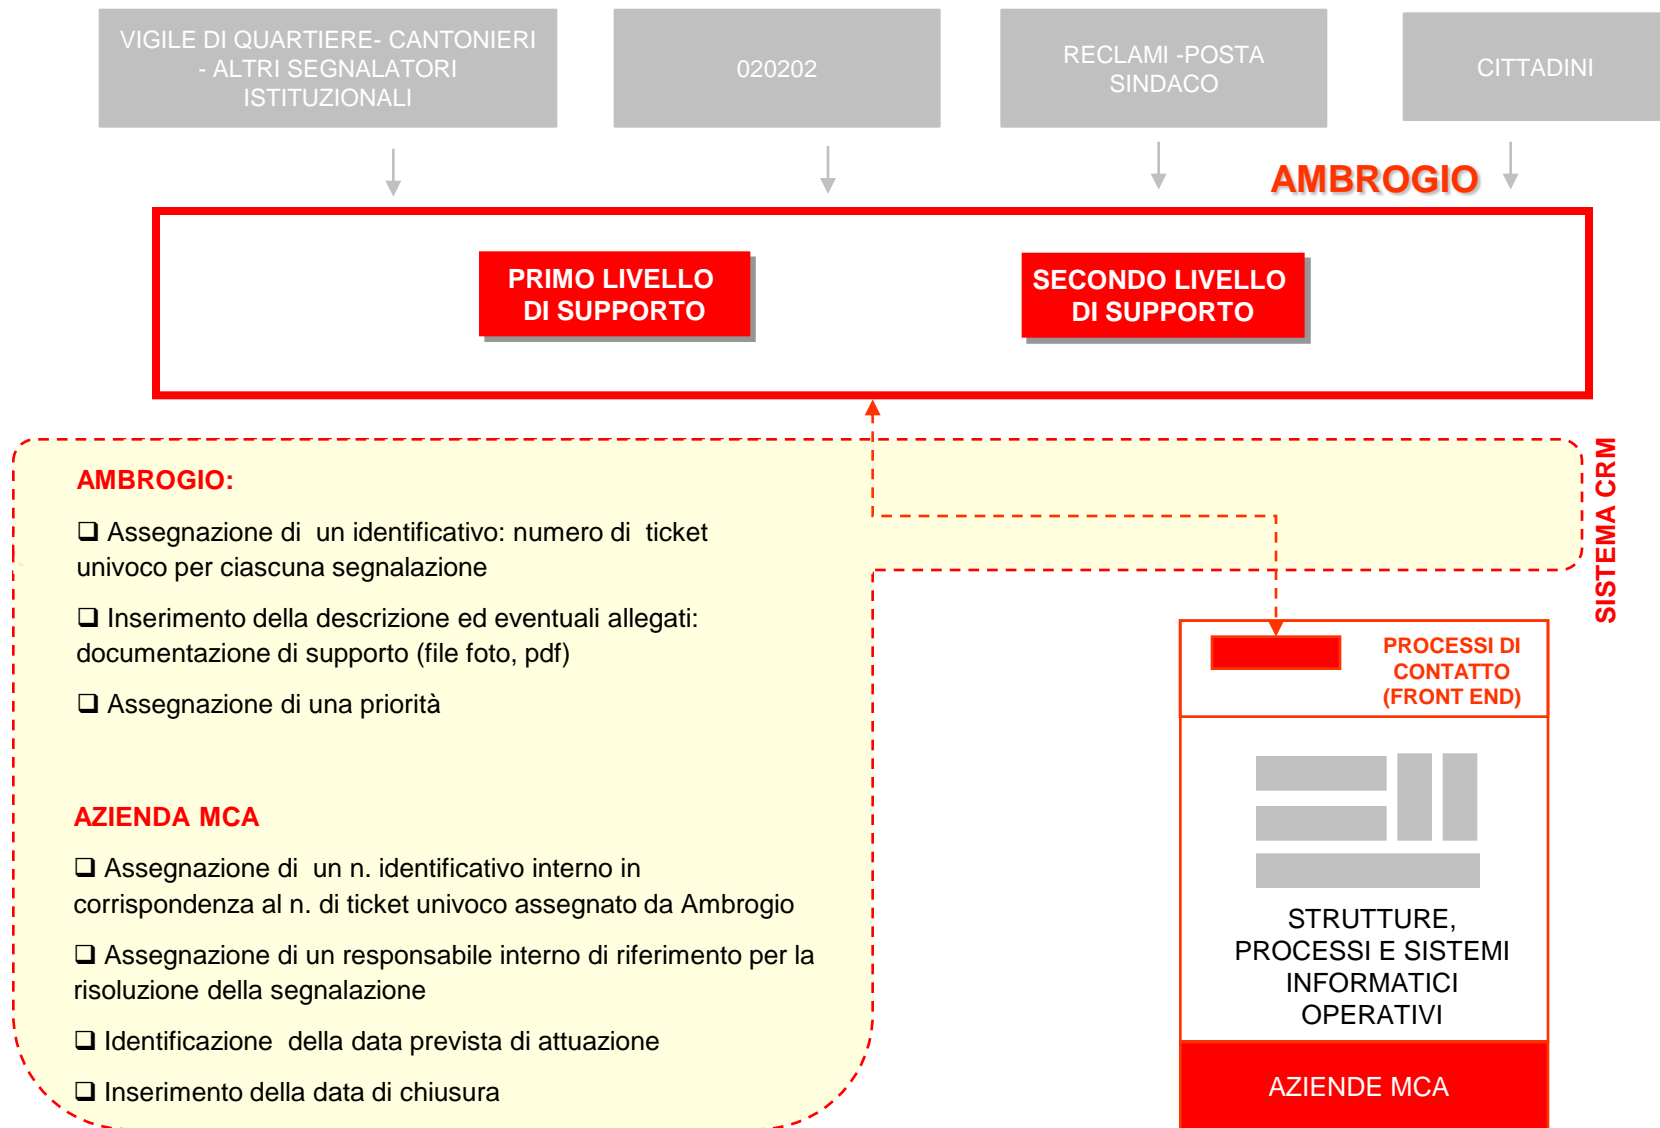 VIGILE DI QUARTIERE- CANTONIERI
- ALTRI SEGNALATORI
ISTITUZIONALI
020202
RECLAMI -POSTA
SINDACO
CITTADINI
AMBROGIO
PRIMO LIVELLO
DI SUPPORTO
SECONDO LIVELLO
DI SUPPORTO
SISTEMA CRM
AMBROGIO:
❑ Assegnazione di  un identificativo: numero di  ticket
univoco per ciascuna segnalazione
❑ Inserimento della descrizione ed eventuali allegati:
documentazione di supporto (file foto, pdf)
❑ Assegnazione di una priorità
AZIENDA MCA
❑ Assegnazione di  un n. identificativo interno in
corrispondenza al n. di ticket univoco assegnato da Ambrogio
❑ Assegnazione di un responsabile interno di riferimento per la
risoluzione della segnalazione
❑ Identificazione  della data prevista di attuazione
❑ Inserimento della data di chiusura
PROCESSI DI
CONTATTO
(FRONT END)
STRUTTURE,
PROCESSI E SISTEMI
INFORMATICI
OPERATIVI
AZIENDE MCA